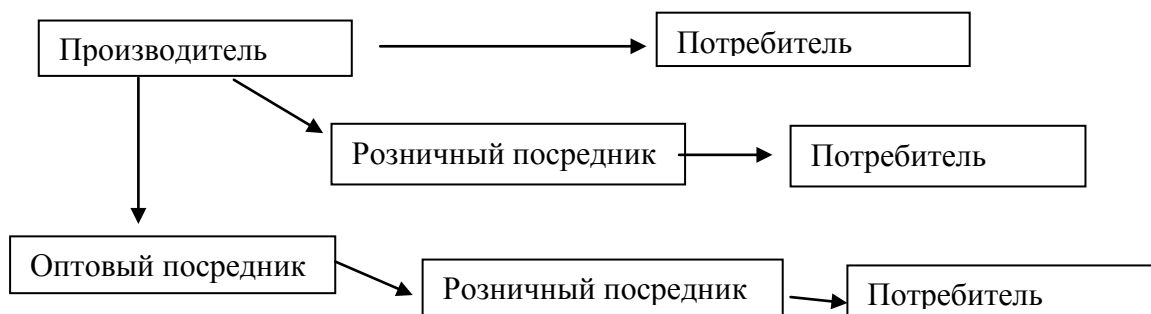 Производитель
Потребитель
Розничный посредник
Потребитель
Оптовый посредник
Розничный посредник
Потребитель